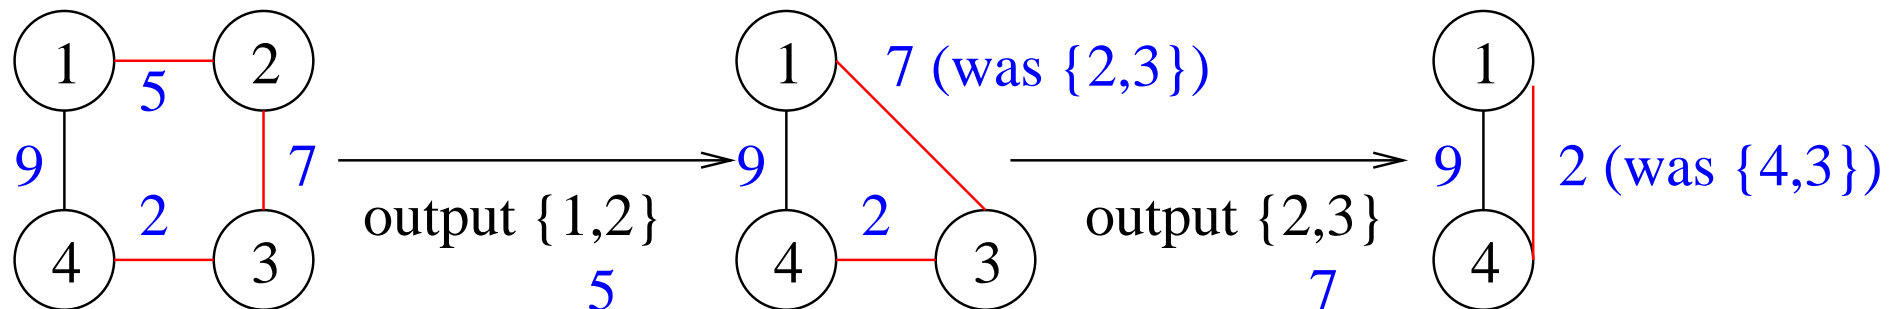 1 5 2
9 7
4 2 3
output {1,2}
5
1 7 (was {2,3})
9
4 2 3
output {2,3}
7
1
9 2 (was {4,3})
4